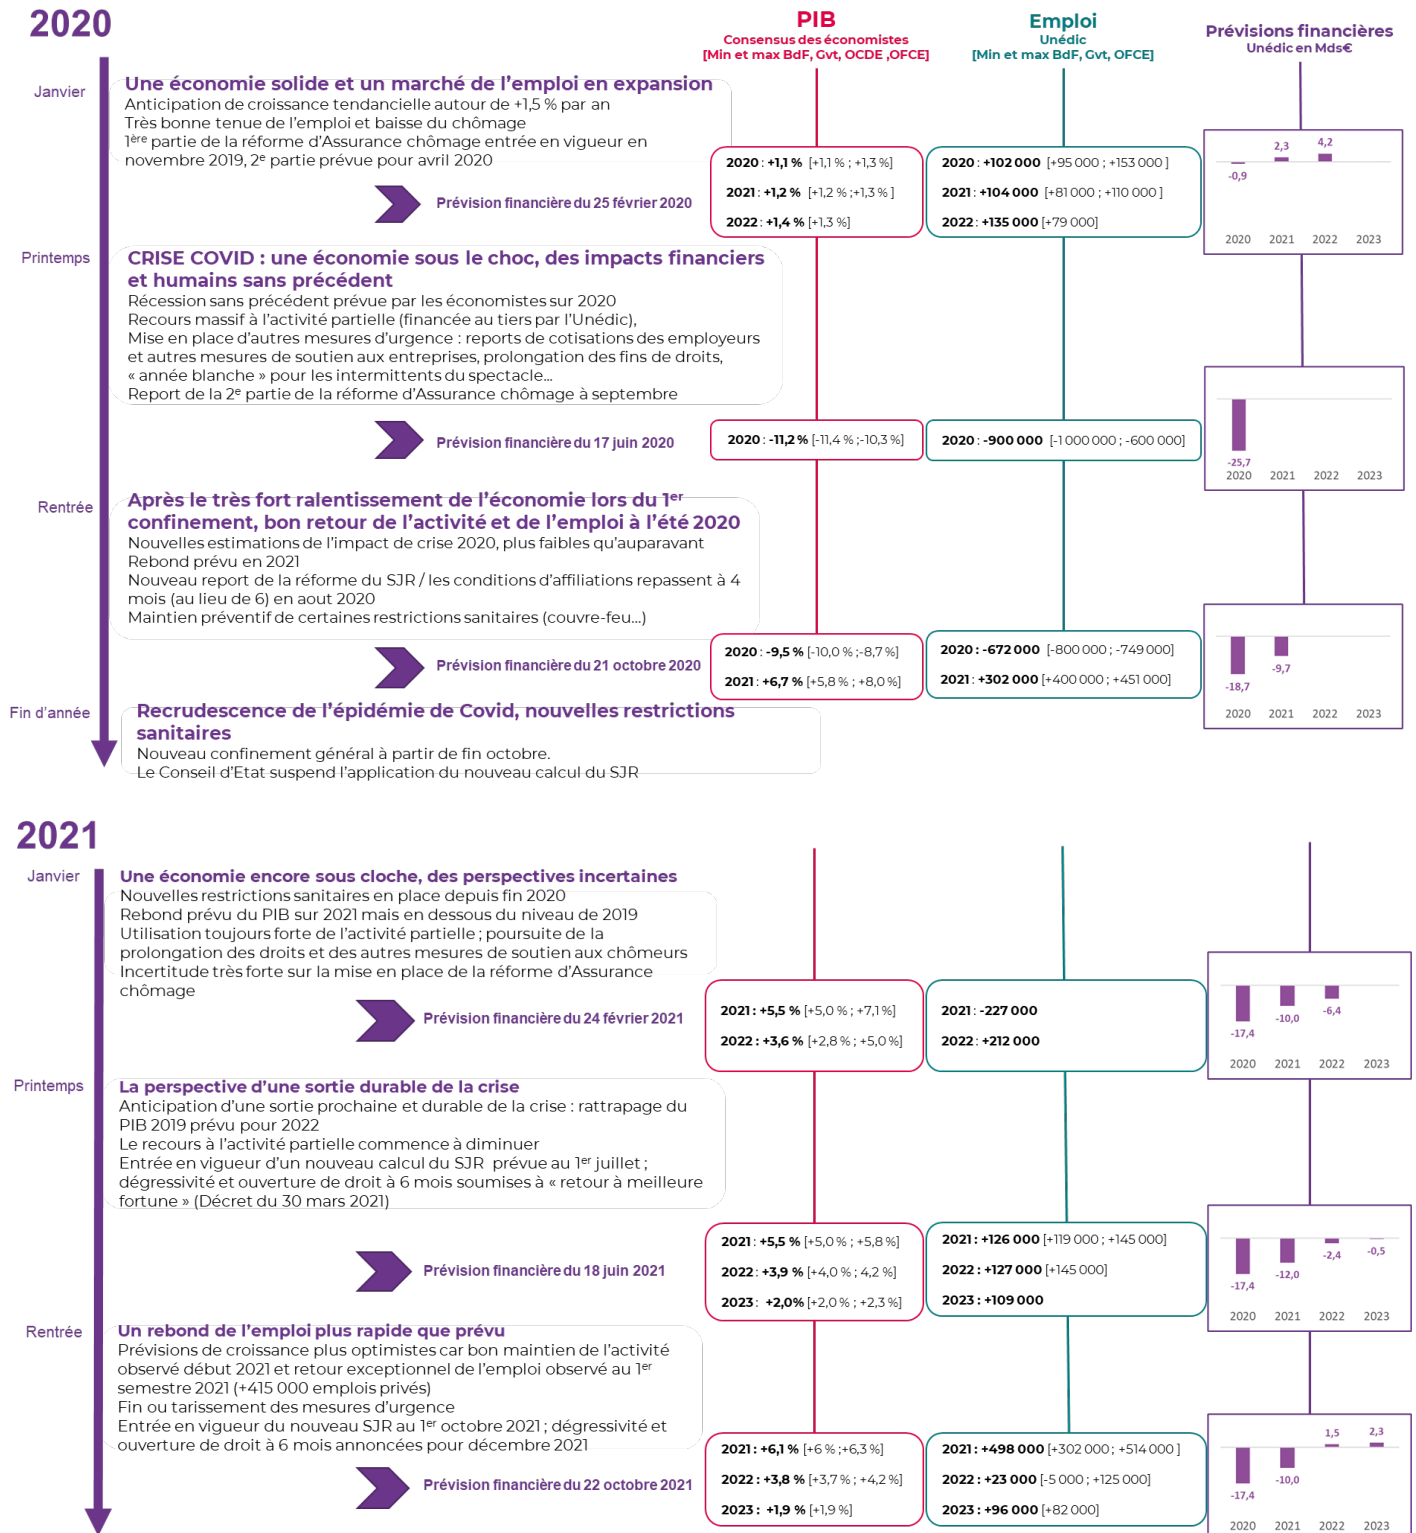 2020
PIB
Consensus des économistes
[Min et max BdF, Gvt, OCDE ,OFCE]
Emploi
Unédic
[Min et max BdF, Gvt, OFCE]
Prévisions financières
Unédic en Mds€
Janvier
Une économie solide et un marché de l’emploi en expansion
Anticipation de croissance tendancielle autour de +1,5 % par an
Très bonne tenue de l’emploi et baisse du chômage
1ère partie de la réforme d’Assurance chômage entrée en vigueur en
novembre 2019, 2e partie prévue pour avril 2020
Prévision financière du 25 février 2020
2020 : +1,1 % [+1,1 % ; +1,3 %]
2021 : +1,2 % [+1,2 % ;+1,3 % ]
2022 : +1,4 % [+1,3 %]
2020 : +102 000 [+95 000 ; +153 000 ]
2021 : +104 000 [+81 000 ; +110 000 ]
2022 : +135 000 [+79 000]
-0,9 2,3 4,2
2020 2021 2022 2023
Printemps
CRISE COVID : une économie sous le choc, des impacts financiers
et humains sans précédent
Récession sans précédent prévue par les économistes sur 2020
Recours massif à l’activité partielle (financée au tiers par l’Unédic),
Mise en place d’autres mesures d’urgence : reports de cotisations des employeurs
et autres mesures de soutien aux entreprises, prolongation des fins de droits,
« année blanche » pour les intermittents du spectacle...
Report de la 2e partie de la réforme d’Assurance chômage à septembre
Prévision financière du 17 juin 2020
2020 : -11,2 % [-11,4 % ;-10,3 %]
2020 : -900 000 [-1 000 000 ; -600 000]
-25,7
2020 2021 2022 2023
Rentrée
Après le très fort ralentissement de l’économie lors du 1er
confinement, bon retour de l’activité et de l’emploi à l’été 2020
Nouvelles estimations de l’impact de crise 2020, plus faibles qu’auparavant
Rebond prévu en 2021
Nouveau report de la réforme du SJR / les conditions d’affiliations repassent à 4
mois (au lieu de 6) en aout 2020
Maintien préventif de certaines restrictions sanitaires (couvre-feu…)
Prévision financière du 21 octobre 2020
2020 : -9,5 % [-10,0 % ;-8,7 %]
2021 : +6,7 % [+5,8 % ; +8,0 %]
2020 : -672 000 [-800 000 ; -749 000]
2021 : +302 000 [+400 000 ; +451 000]
-18,7 -9,7
2020 2021 2022 2023
Fin d’année
Recrudescence de l’épidémie de Covid, nouvelles restrictions
sanitaires
Nouveau confinement général à partir de fin octobre.
Le Conseil d’Etat suspend l’application du nouveau calcul du SJR
2021
Janvier
Une économie encore sous cloche, des perspectives incertaines
Nouvelles restrictions sanitaires en place depuis fin 2020
Rebond prévu du PIB sur 2021 mais en dessous du niveau de 2019
Utilisation toujours forte de l’activité partielle ; poursuite de la
prolongation des droits et des autres mesures de soutien aux chômeurs
Incertitude très forte sur la mise en place de la réforme d’Assurance
chômage
Prévision financière du 24 février 2021
2021 : +5,5 % [+5,0 % ; +7,1 %]
2022 : +3,6 % [+2,8 % ; +5,0 %]
2021 : -227 000
2022 : +212 000
-17,4 -10,0 -6,4
2020 2021 2022 2023
Printemps
La perspective d’une sortie durable de la crise
Anticipation d’une sortie prochaine et durable de la crise : rattrapage du
PIB 2019 prévu pour 2022
Le recours à l’activité partielle commence à diminuer
Entrée en vigueur d’un nouveau calcul du SJR prévue au 1er juillet ;
dégressivité et ouverture de droit à 6 mois soumises à « retour à meilleure
fortune » (Décret du 30 mars 2021)
Prévision financière du 18 juin 2021
2021 : +5,5 % [+5,0 % ; +5,8 %]
2022 : +3,9 % [+4,0 % ; 4,2 %]
2023 : +2,0% [+2,0 % ; +2,3 %]
2021 : +126 000 [+119 000 ; +145 000]
2022 : +127 000 [+145 000]
2023 : +109 000
-17,4 -12,0 -2,4 -0,5
2020 2021 2022 2023
Rentrée
Un rebond de l’emploi plus rapide que prévu
Prévisions de croissance plus optimistes car bon maintien de l’activité
observé début 2021 et retour exceptionnel de l’emploi observé au 1er
semestre 2021 (+415 000 emplois privés)
Fin ou tarissement des mesures d’urgence
Entrée en vigueur du nouveau SJR au 1er octobre 2021 ; dégressivité et
ouverture de droit à 6 mois annoncées pour décembre 2021
Prévision financière du 22 octobre 2021
2021 : +6,1 % [+6 % ;+6,3 %]
2022 : +3,8 % [+3,7 % ; +4,2 %]
2023 : +1,9 % [+1,9 %]
2021 : +498 000 [+302 000 ; +514 000 ]
2022 : +23 000 [-5 000 ; +125 000]
2023 : +96 000 [+82 000]
-17,4 -10,0 1,5 2,3
2020 2021 2022 2023